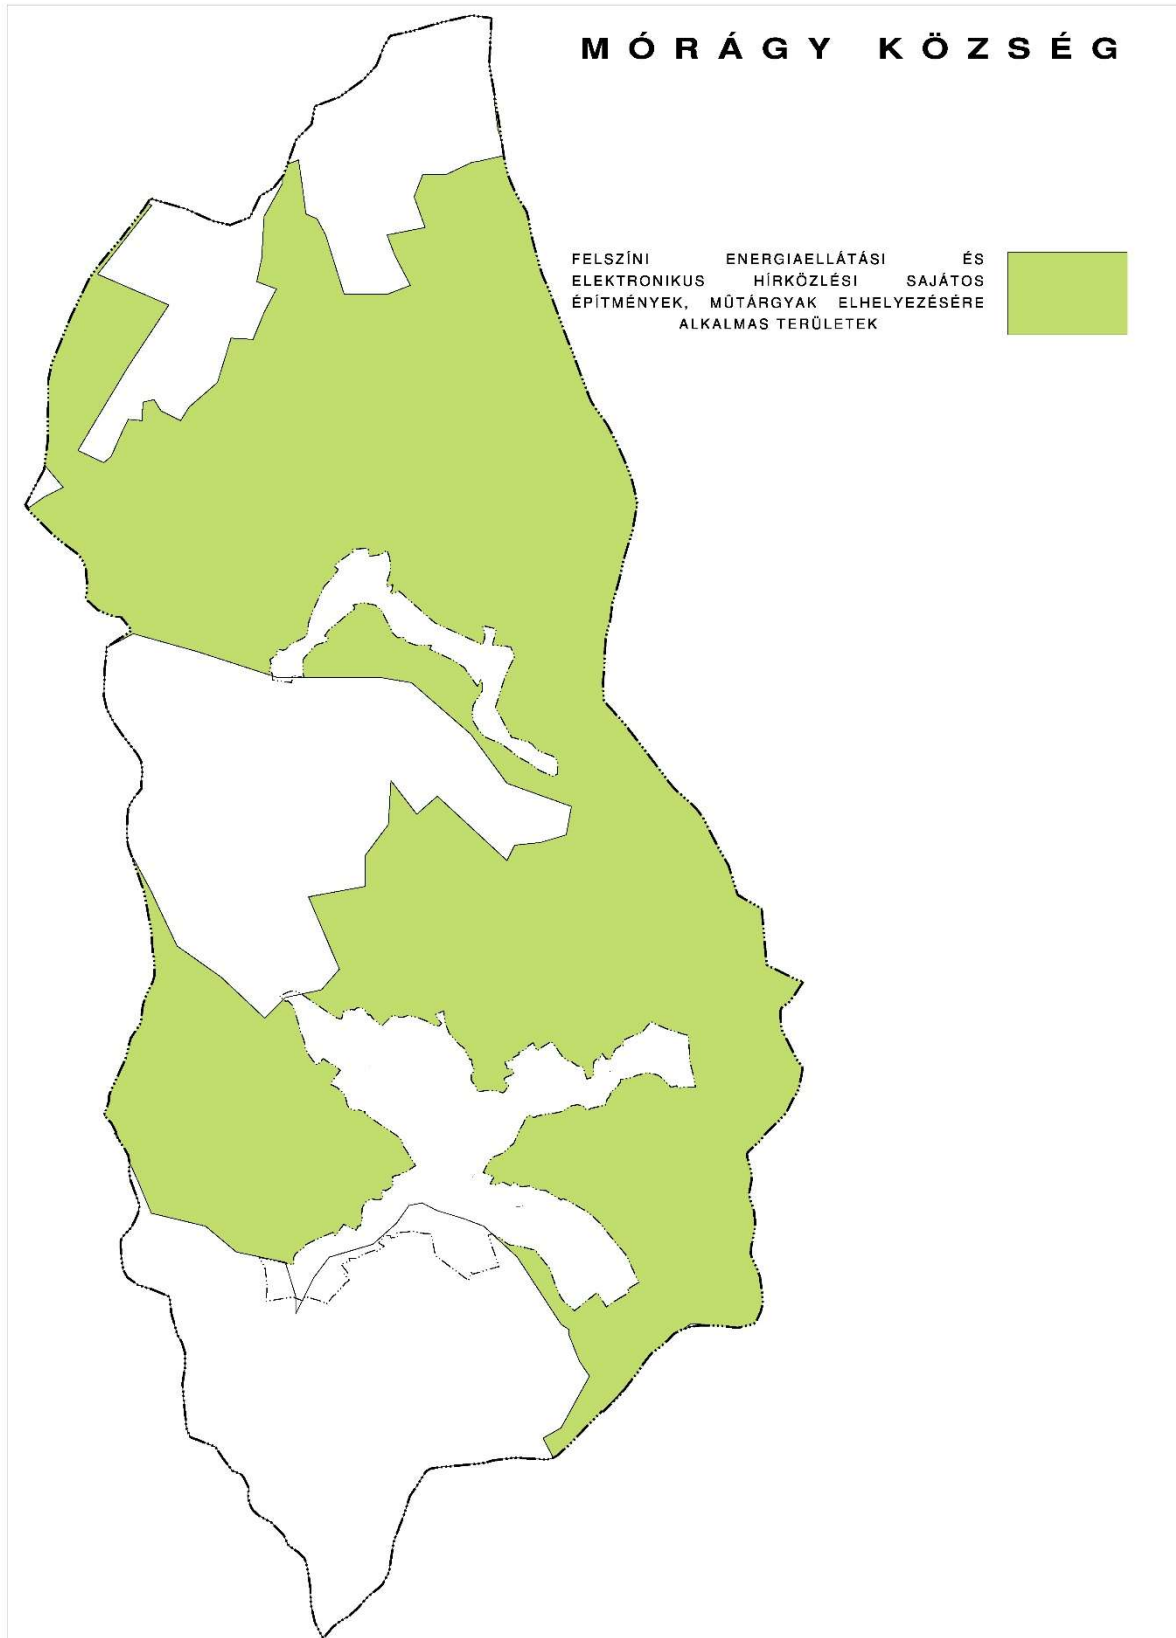 MÓRÁGY KÖZSÉG
FELSZÍNI ENERGIAELLÁTÁSI ÉS
ELEKTRONIKUS HÍRKÖZLÉSI SAJÁTOS
ÉPÍTMÉNYEK, MŰTÁRGYAK ELHELYEZÉSÉRE
ALKALMAS TERÜLETEK